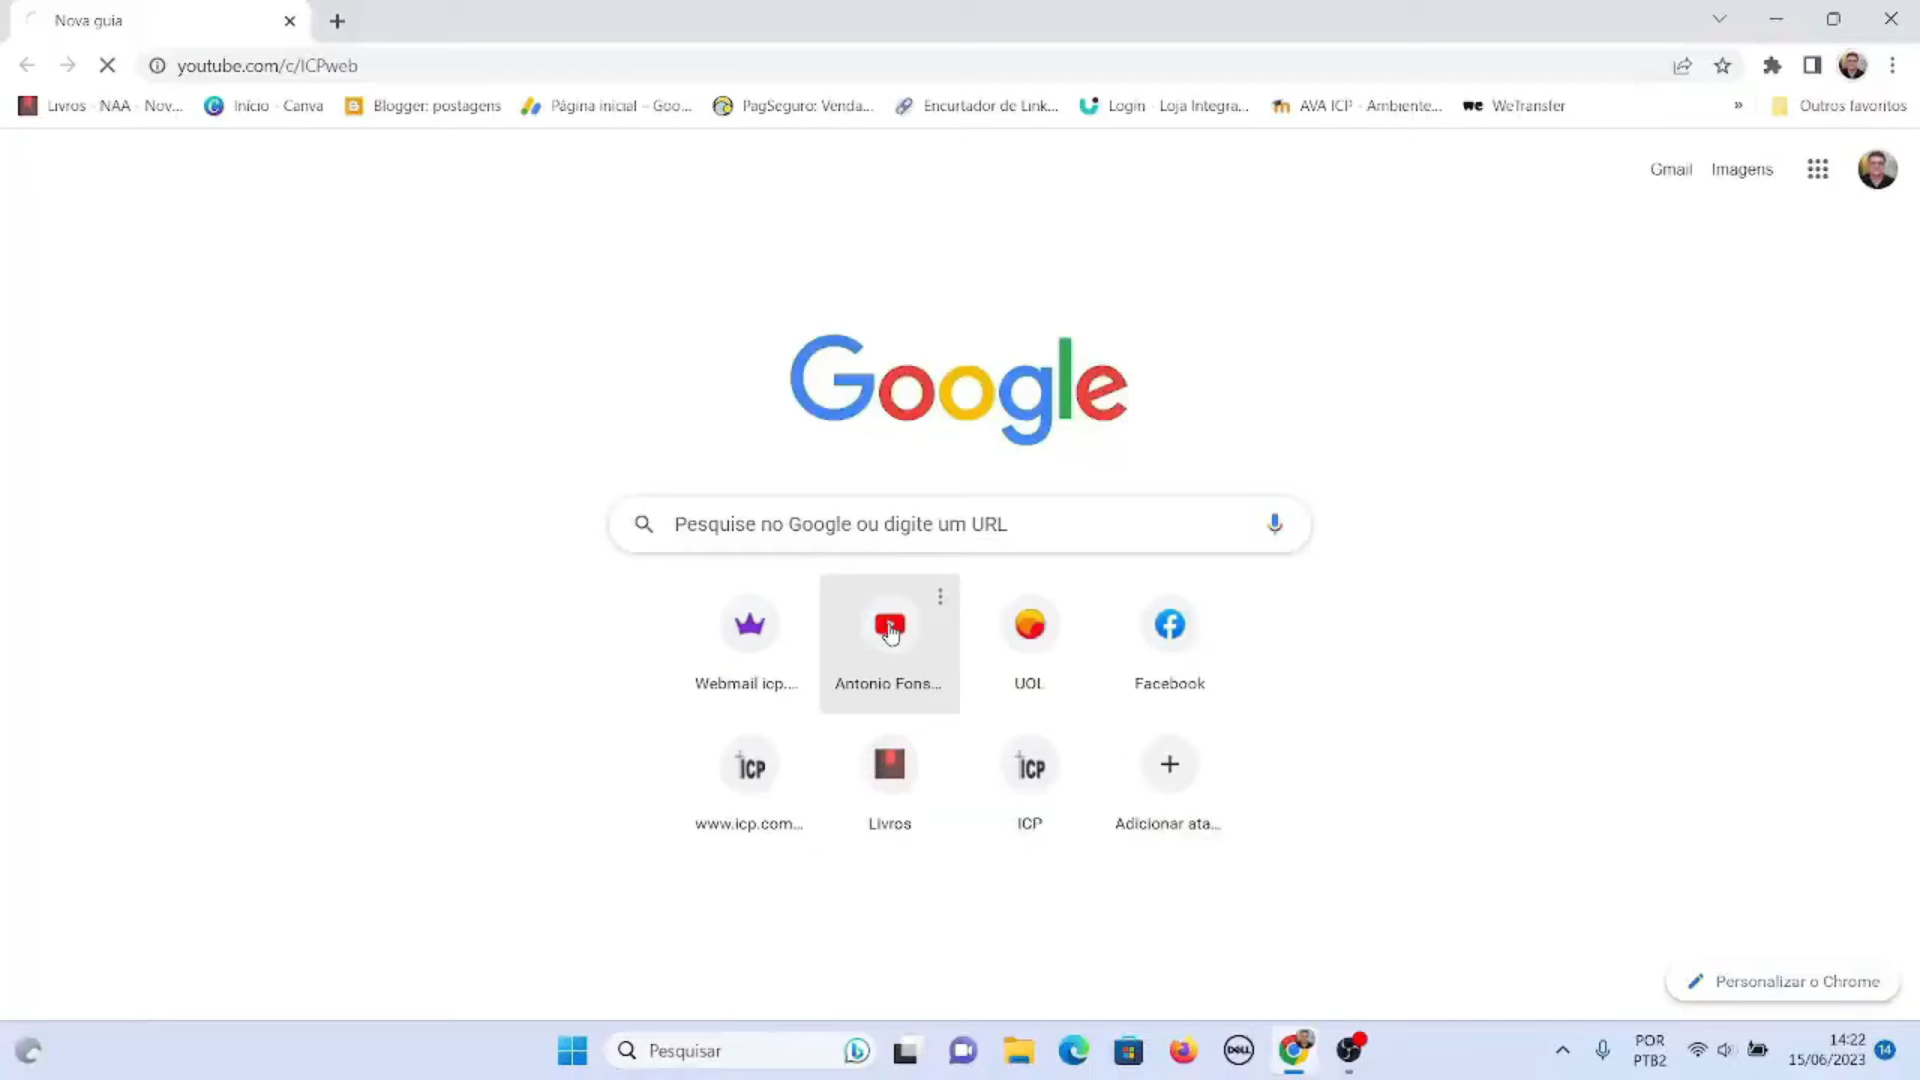 Nova guia
youtube.com/c/ICPweb
Livros - NAA - Nov... Início - Canva Blogger: postagens Página inicial – Goo... PagSeguro: Venda... Encurtador de Link... Login - Loja Integra... AVA ICP - Ambiente... we WeTransfer » Outros favoritos
Gmail Imagens
Google
Pesquise no Google ou digite um URL
Webmail icp.... Antonio Fons... UOL Facebook
ICP ICP
www.icp.com... Livros ICP Adicionar ata...
Personalizar o Chrome
Pesquisar DELL POR 14:22
PTB2 15/06/2023 14